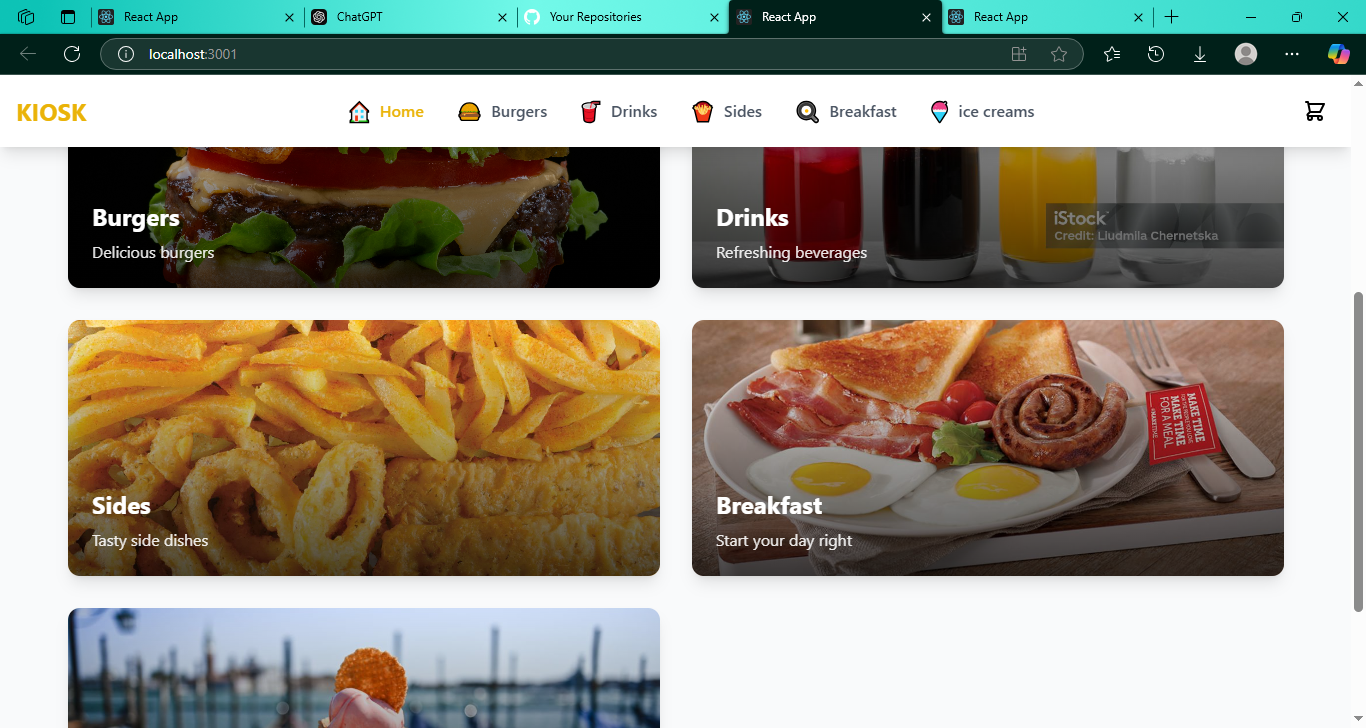 React App
ChatGPT
Your Repositories
React App
React App
localhost:3001
KIOSK
Home
Burgers
Drinks
Sides
Breakfast
ice creams
Burgers
Delicious burgers
Drinks
Refreshing beverages
iStock
Credit: Liudmila Chernetska
Sides
Tasty side dishes
Breakfast
Start your day right
MAKE TIME
MAKE TIME
FOR A MEAL